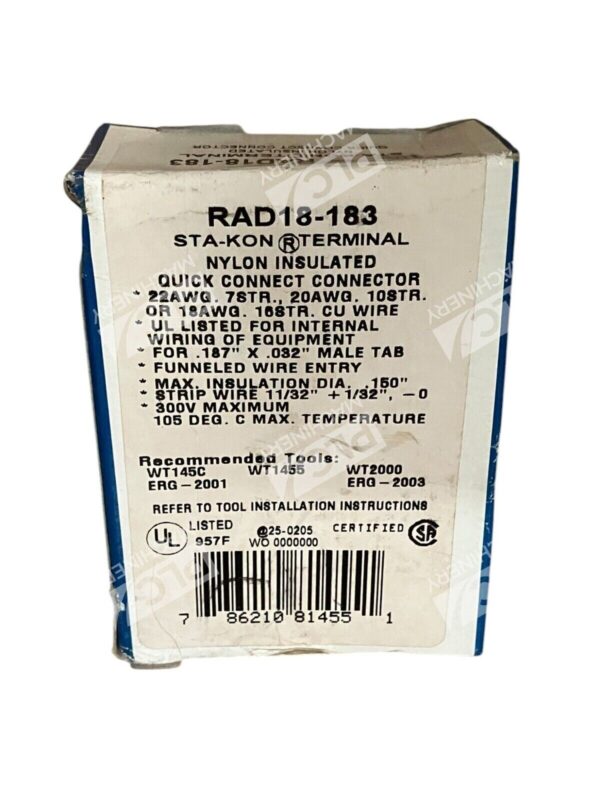 RAD18-183
STA-KON ® TERMINAL
NYLON INSULATED
QUICK CONNECT CONNECTOR
* 22AWG. 7STR., 20AWG. 10STR.
OR 18AWG. 16STR. CU WIRE
* UL LISTED FOR INTERNAL
WIRING OF EQUIPMENT
* FOR .187" X .032" MALE TAB
* FUNNELED WIRE ENTRY
* MAX. INSULATION DIA. .150"
* STRIP WIRE 11/32" +1/32", -0
* 300V MAXIMUM
105 DEG. C MAX. TEMPERATURE
Recommended Tools:
WT145C WT1455 WT2000
ERG-2001 ERG-2003
REFER TO TOOL INSTALLATION INSTRUCTIONS
UL LISTED @25-0205 CERTIFIED SA
957F WO 0000000
7 86210 81455 1
PLC MACHINERY